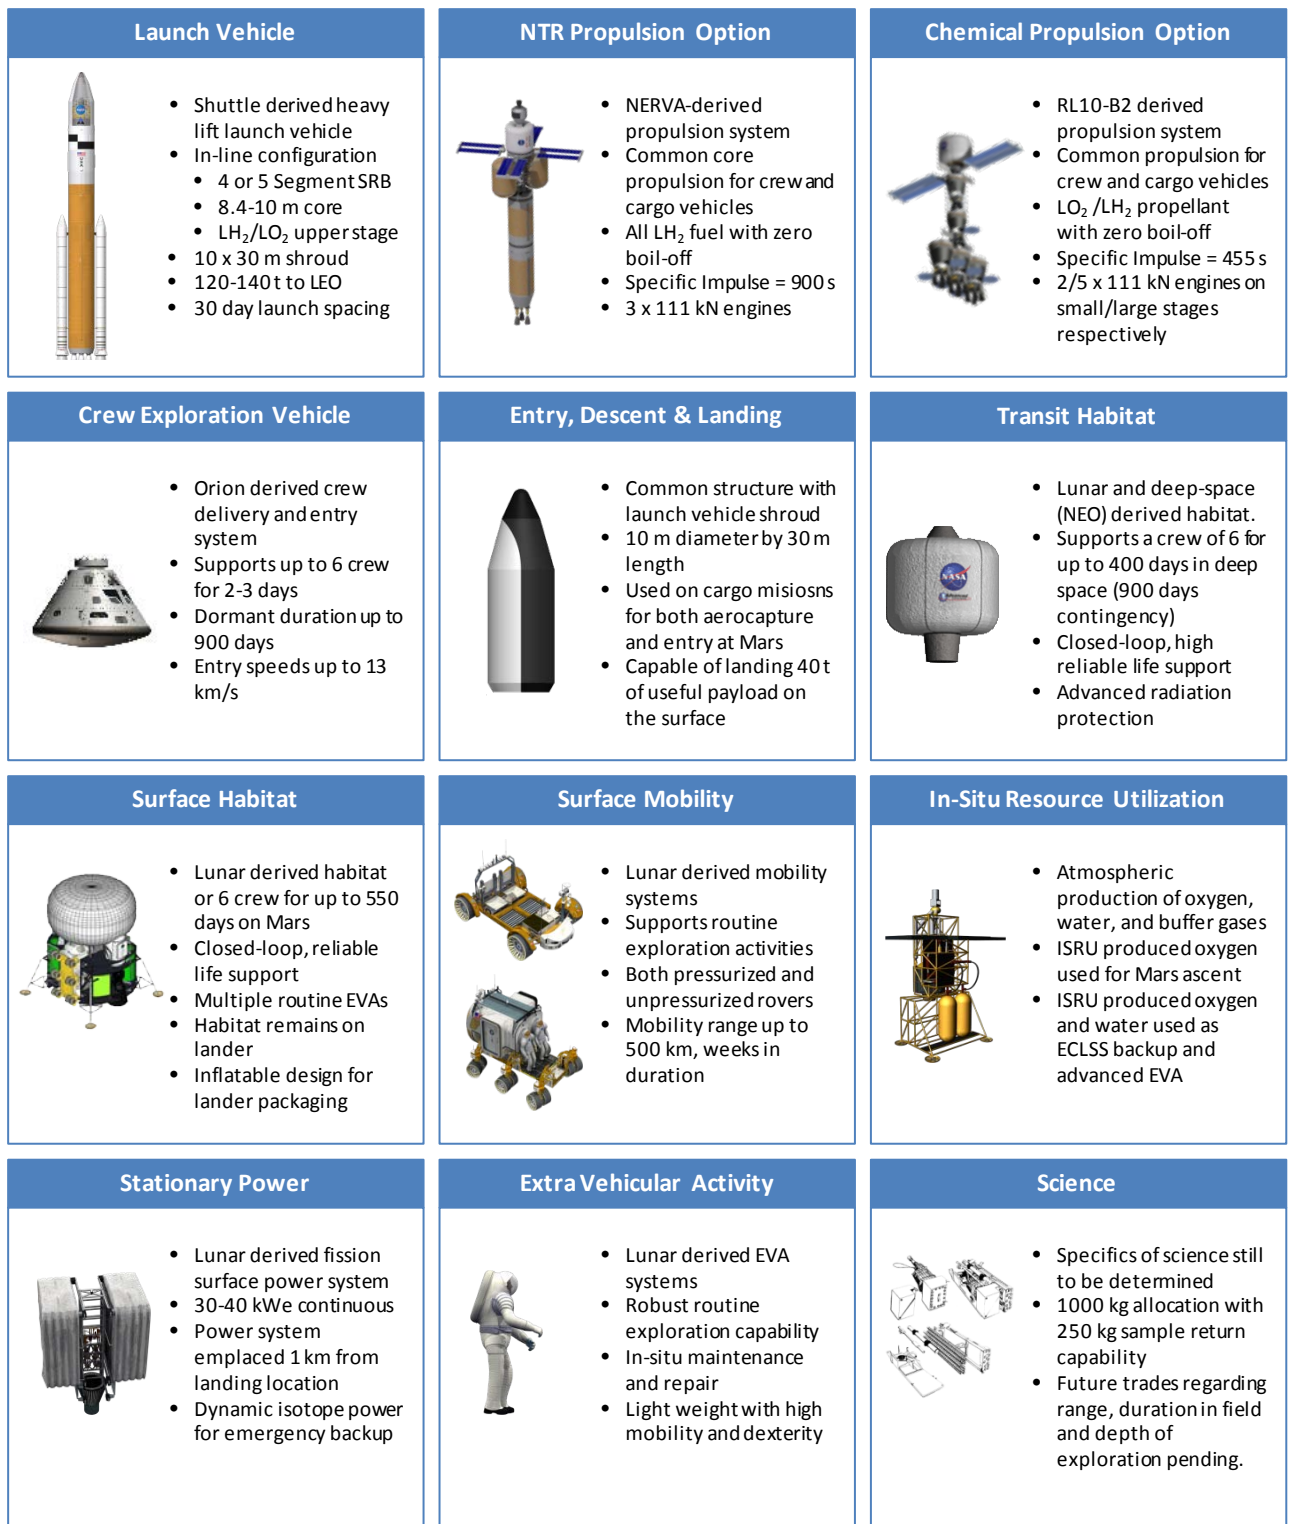 Launch Vehicle
• Shuttle derived heavy
lift launch vehicle
• In-line configuration
• 4 or 5 Segment SRB
• 8.4-10 m core
• LH₂/LO₂ upper stage
• 10 x 30 m shroud
• 120-140 t to LEO
• 30 day launch spacing
NTR Propulsion Option
• NERVA-derived
propulsion system
• Common core
propulsion for crew and
cargo vehicles
• All LH₂ fuel with zero
boil-off
• Specific Impulse = 900 s
• 3 x 111 kN engines
Chemical Propulsion Option
• RL10-B2 derived
propulsion system
• Common propulsion for
crew and cargo vehicles
• LO₂ /LH₂ propellant
with zero boil-off
• Specific Impulse = 455 s
• 2/5 x 111 kN engines on
small/large stages
respectively
Crew Exploration Vehicle
• Orion derived crew
delivery and entry
system
• Supports up to 6 crew
for 2-3 days
• Dormant duration up to
900 days
• Entry speeds up to 13
km/s
Entry, Descent & Landing
• Common structure with
launch vehicle shroud
• 10 m diameter by 30 m
length
• Used on cargo misiosns
for both aerocapture
and entry at Mars
• Capable of landing 40 t
of useful payload on
the surface
Transit Habitat
NASA
• Lunar and deep-space
(NEO) derived habitat.
• Supports a crew of 6 for
up to 400 days in deep
space (900 days
contingency)
• Closed-loop, high
reliable life support
• Advanced radiation
protection
Surface Habitat
• Lunar derived habitat
or 6 crew for up to 550
days on Mars
• Closed-loop, reliable
life support
• Multiple routine EVAs
• Habitat remains on
lander
• Inflatable design for
lander packaging
Surface Mobility
• Lunar derived mobility
systems
• Supports routine
exploration activities
• Both pressurized and
unpressurized rovers
• Mobility range up to
500 km, weeks in
duration
In-Situ Resource Utilization
• Atmospheric
production of oxygen,
water, and buffer gases
• ISRU produced oxygen
used for Mars ascent
• ISRU produced oxygen
and water used as
ECLSS backup and
advanced EVA
Stationary Power
• Lunar derived fission
surface power system
• 30-40 kWe continuous
• Power system
emplaced 1 km from
landing location
• Dynamic isotope power
for emergency backup
Extra Vehicular Activity
• Lunar derived EVA
systems
• Robust routine
exploration capability
• In-situ maintenance
and repair
• Light weight with high
mobility and dexterity
Science
• Specifics of science still
to be determined
• 1000 kg allocation with
250 kg sample return
capability
• Future trades regarding
range, duration in field
and depth of
exploration pending.